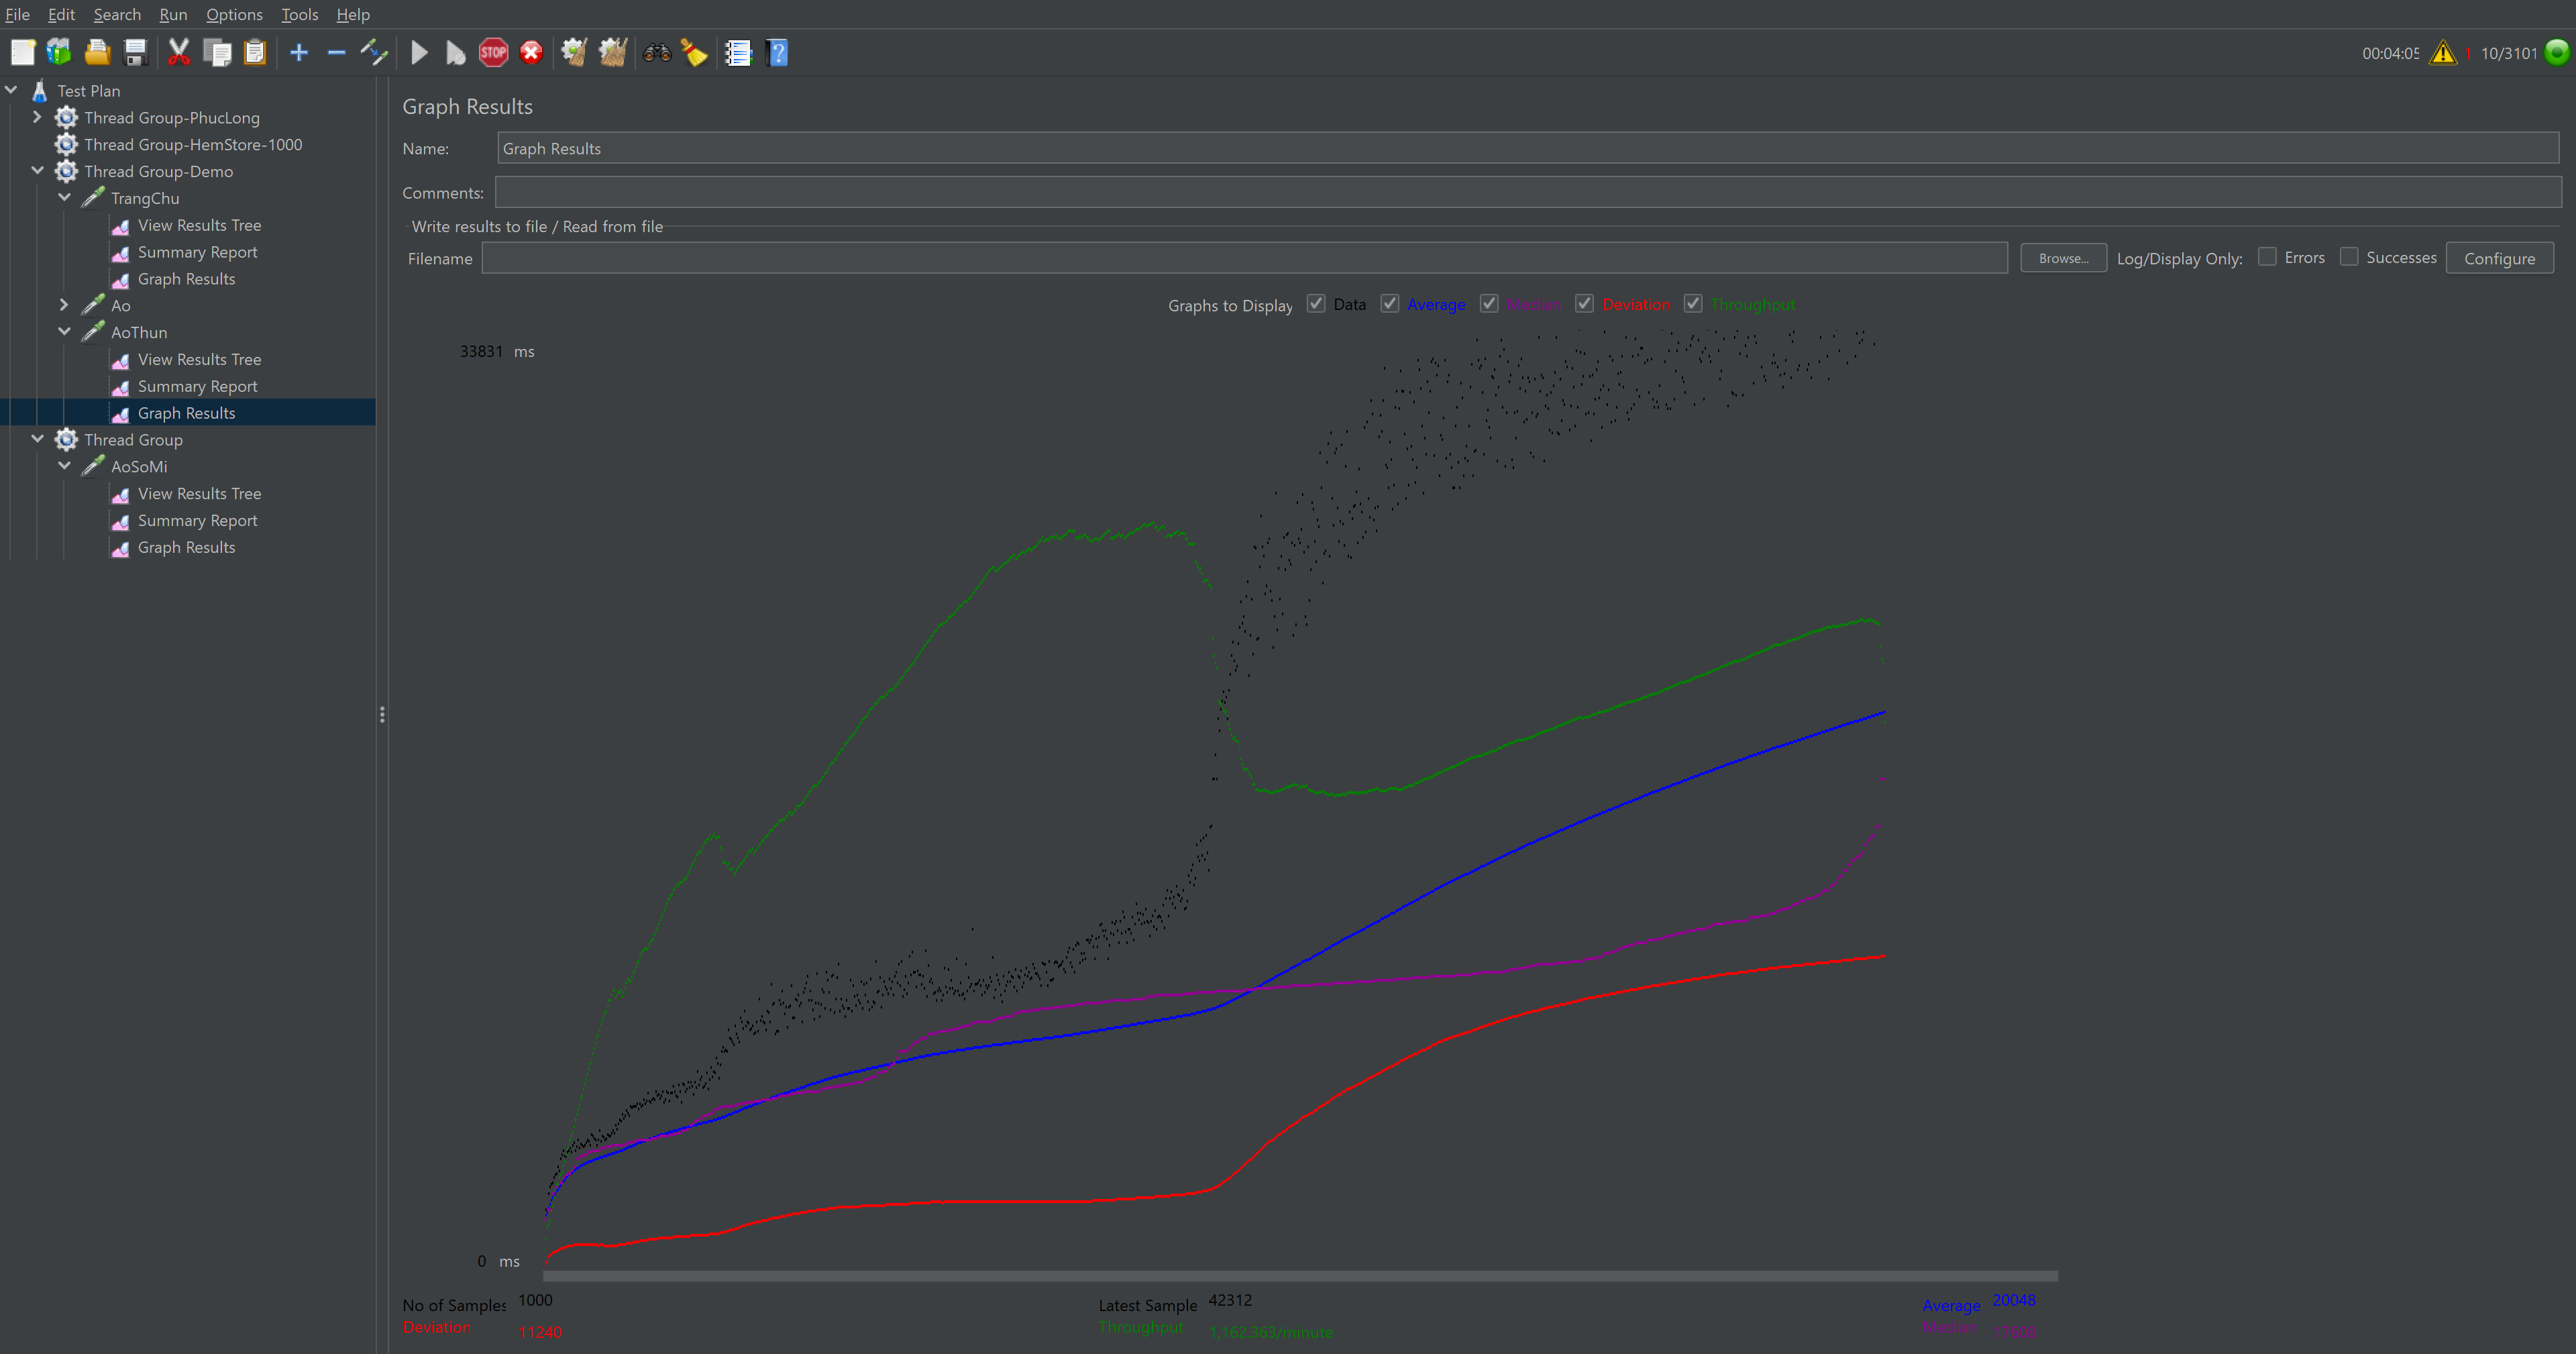 File Edit Search Run Options Tools Help
STOP
00:04:05 1 10/3101
Test Plan
Thread Group-PhucLong
Thread Group-HemStore-1000
Thread Group-Demo
TrangChu
View Results Tree
Summary Report
Graph Results
Ao
AoThun
View Results Tree
Summary Report
Graph Results
Thread Group
AoSoMi
View Results Tree
Summary Report
Graph Results
Graph Results
Name: Graph Results
Comments:
Write results to file / Read from file
Filename Browse... Log/Display Only: Errors Successes Configure
Graphs to Display Data Average Median Deviation Throughput
33831 ms
0 ms
No of Samples 1000 Latest Sample 42312 Average 20048
Deviation 11240 Throughput 1,162.363/minute Median